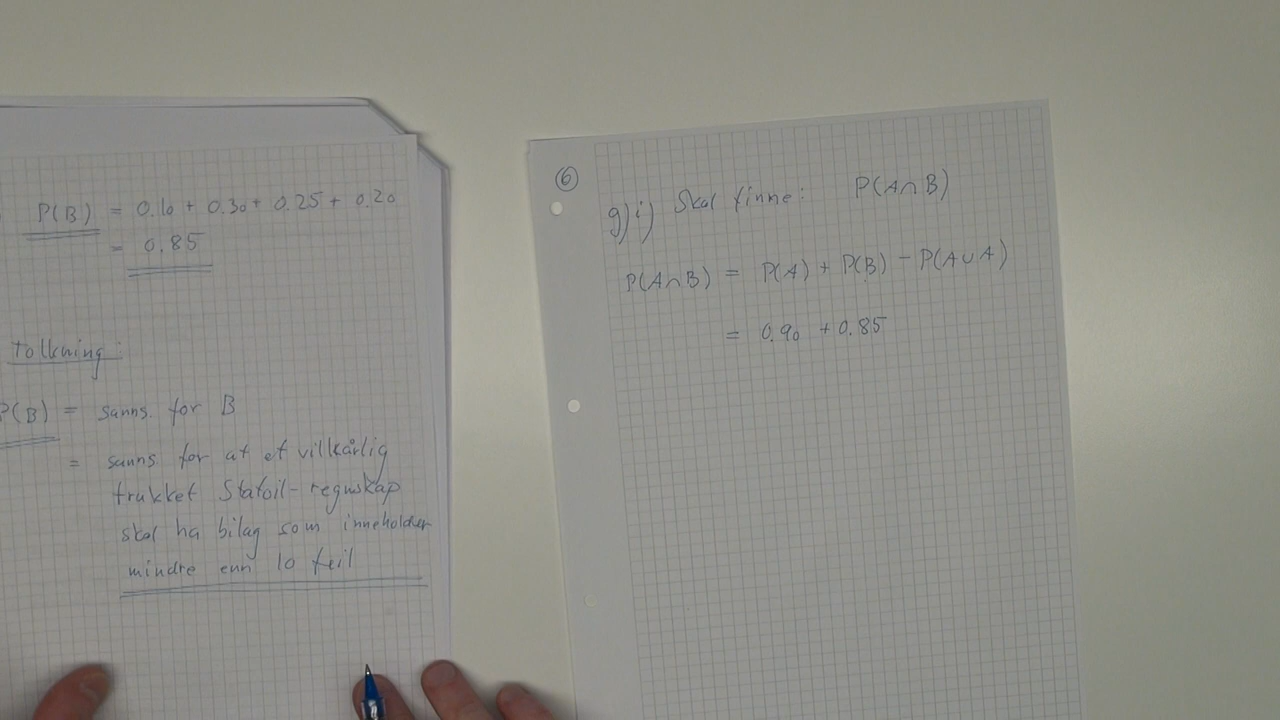 P(B) = 0.10 + 0.30 + 0.25 + 0.20
= 0.85
Tolkning:
P(B) = sanns. for B
= sanns. for at et vilkårlig
trukket Statoil-regnskap
skal ha bilag som inneholder
mindre enn 10 feil
6
g) i) Skal finne: P(A∩B)
P(A∩B) = P(A) + P(B) - P(A∪A)
= 0.90 + 0.85